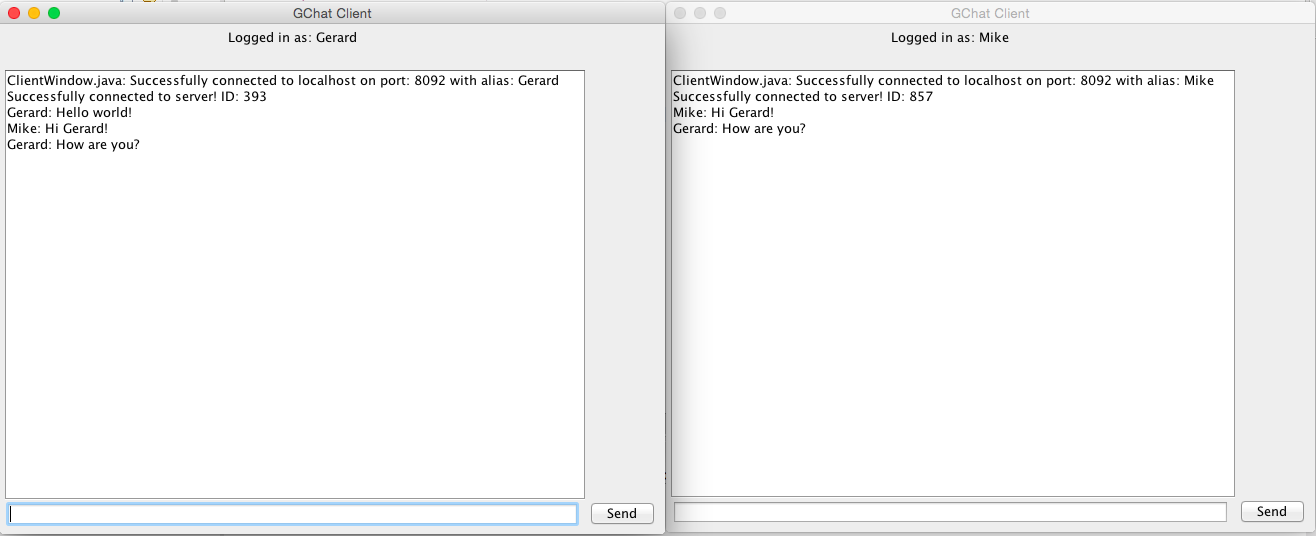 GChat Client
Logged in as: Gerard
ClientWindow.java: Successfully connected to localhost on port: 8092 with alias: Gerard
Successfully connected to server! ID: 393
Gerard: Hello world!
Mike: Hi Gerard!
Gerard: How are you?
Send
GChat Client
Logged in as: Mike
ClientWindow.java: Successfully connected to localhost on port: 8092 with alias: Mike
Successfully connected to server! ID: 857
Mike: Hi Gerard!
Gerard: How are you?
Send